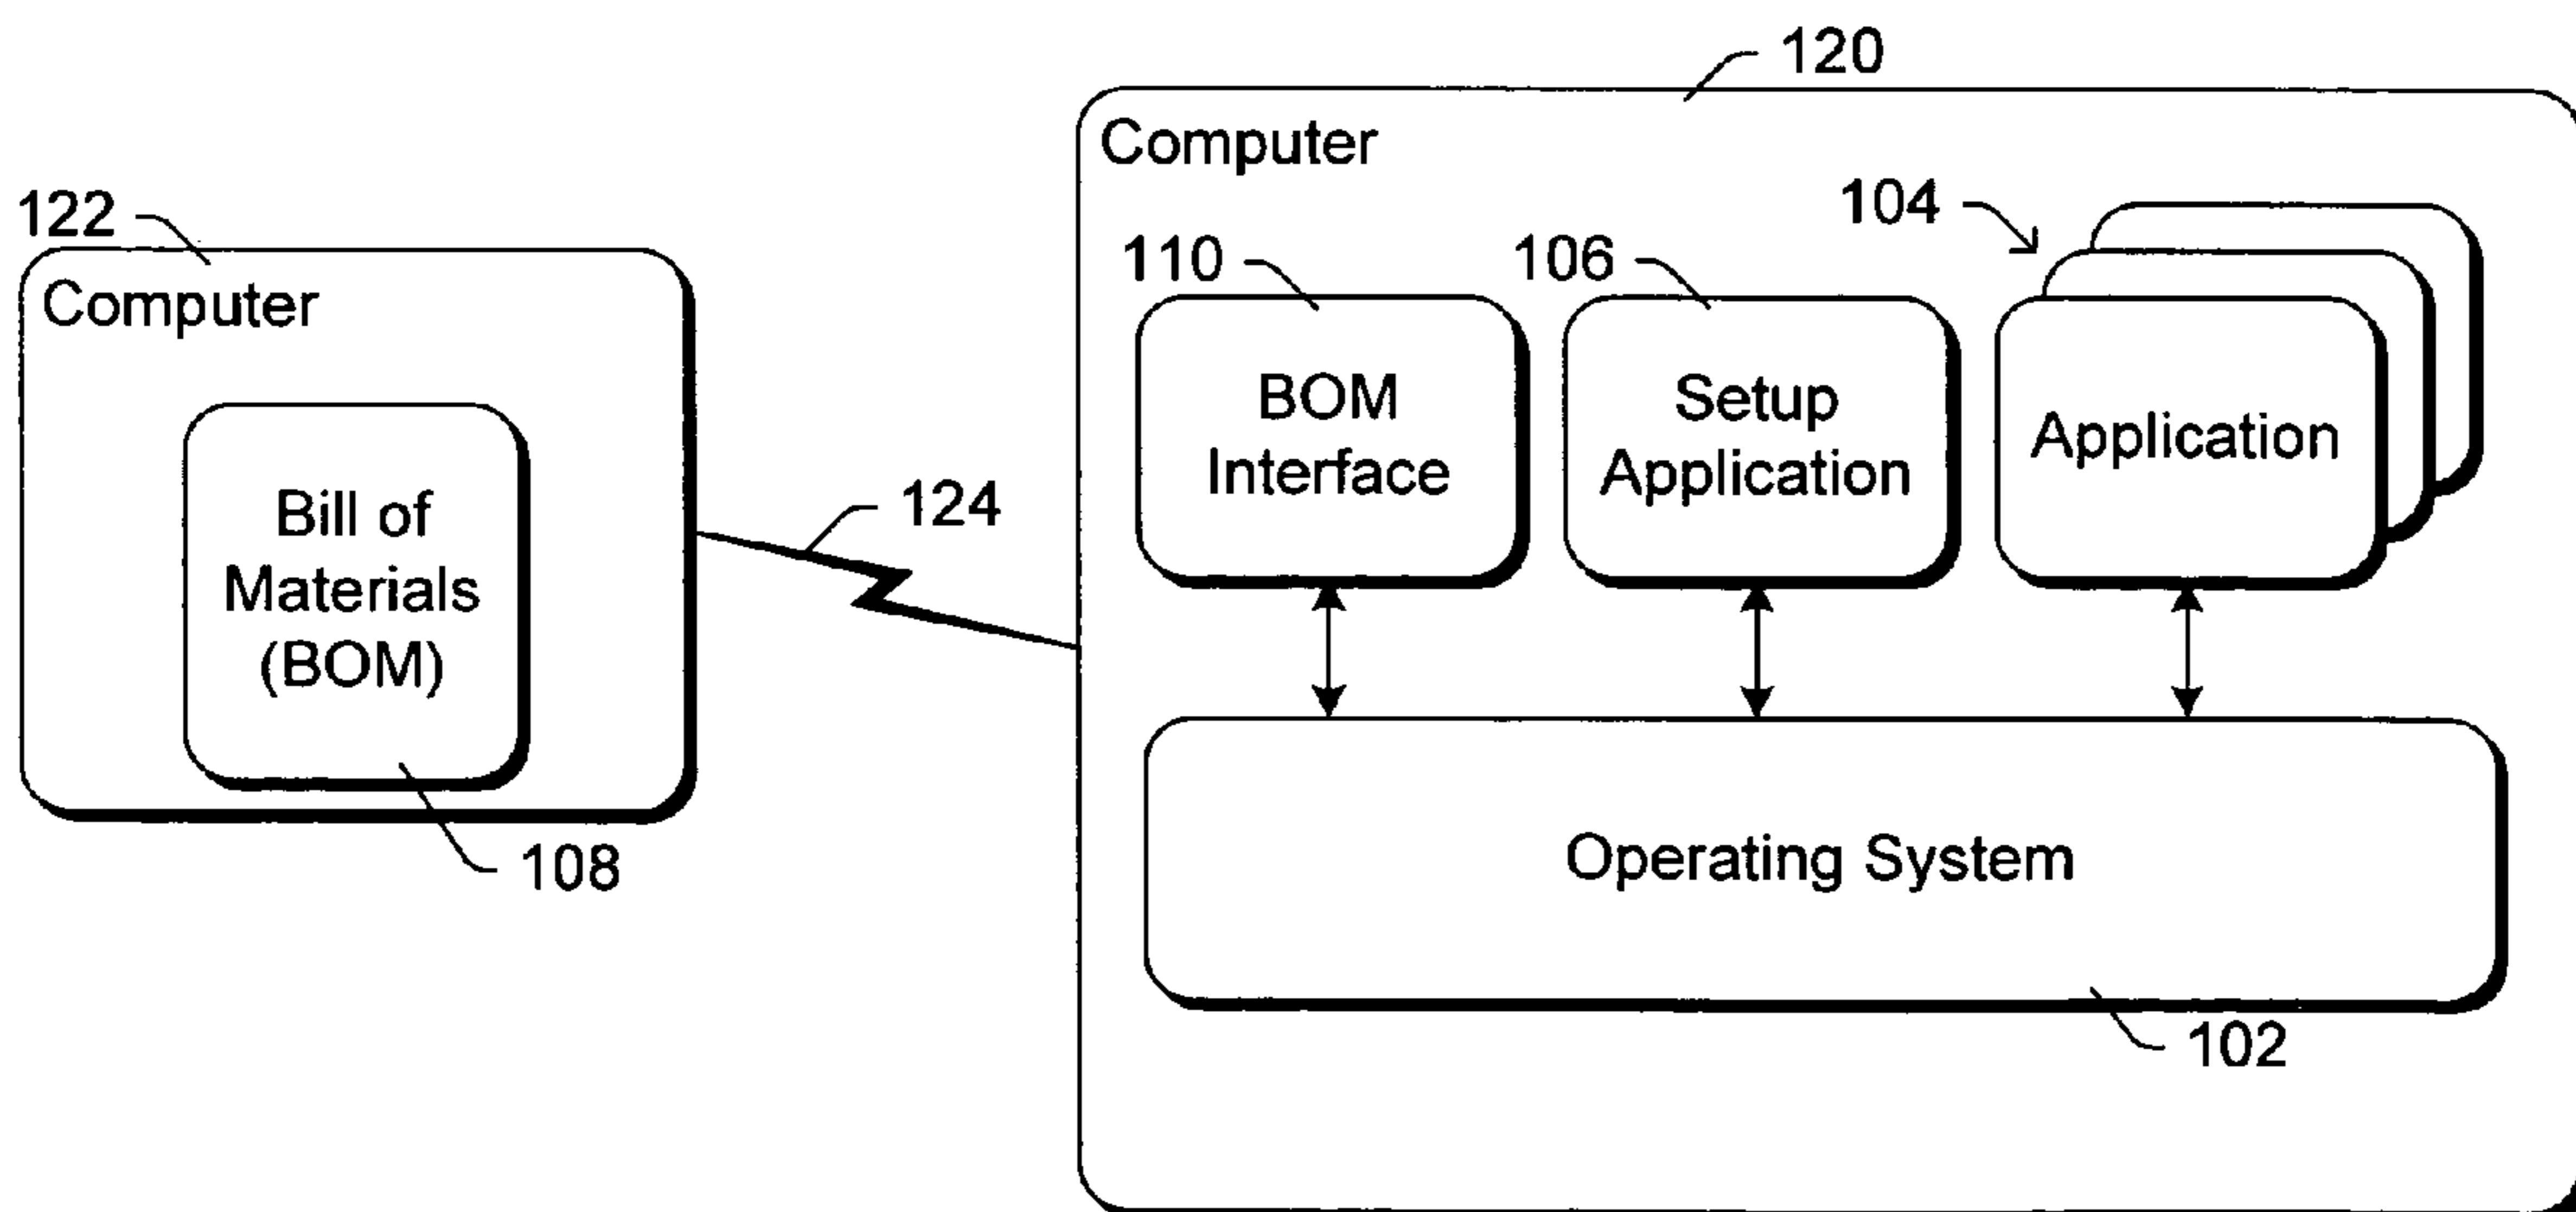 120
Computer
122
104
110
106
Computer
BOM
Interface
Setup
Application
Application
124
Bill of
Materials
(BOM)
Operating System
108
102